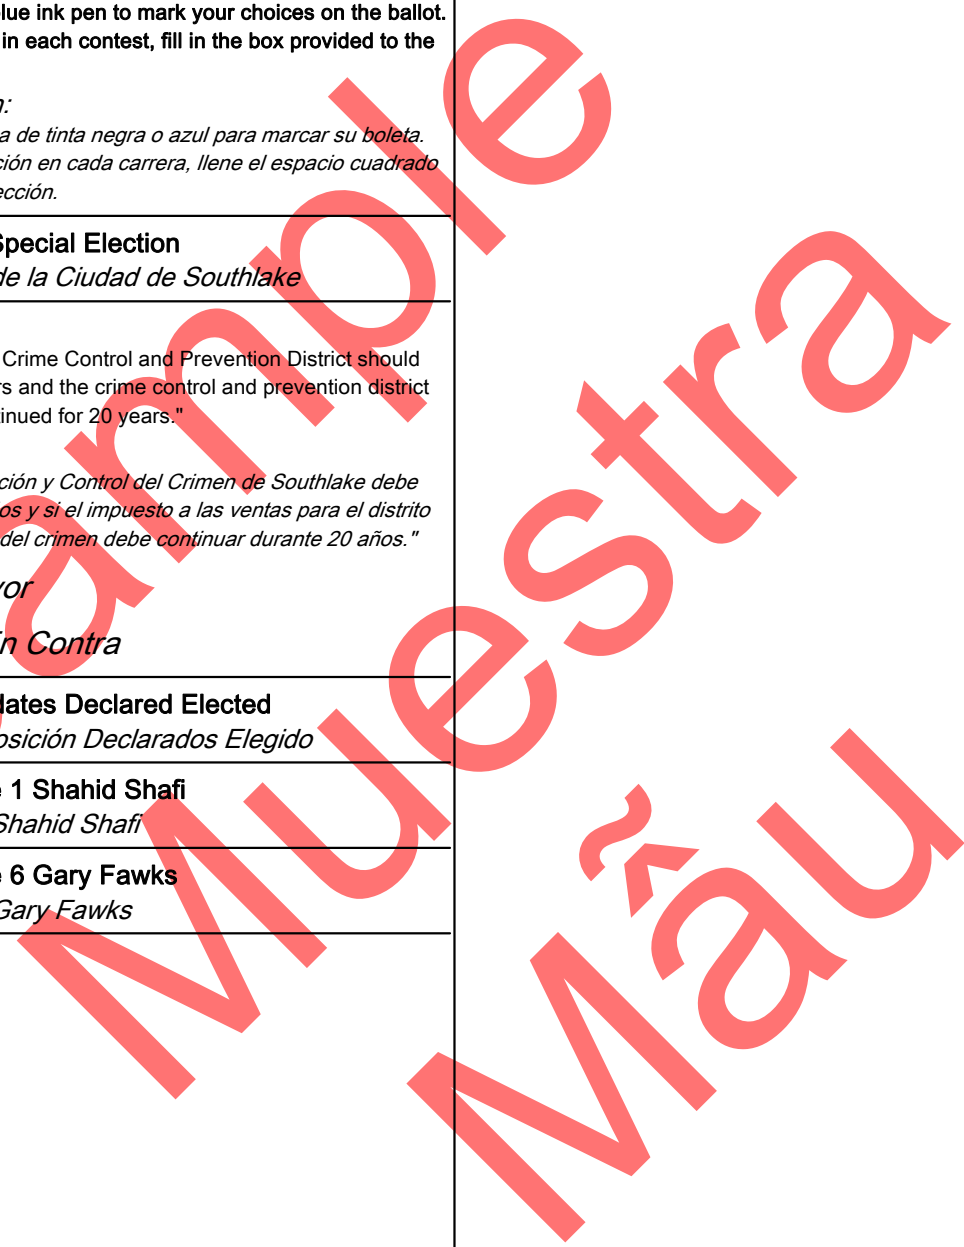 blue ink pen to mark your choices on the ballot.
in each contest, fill in the box provided to the
n:
a de tinta negra o azul para marcar su boleta.
ción en cada carrera, llene el espacio cuadrado
ección.
Special Election
de la Ciudad de Southlake
Crime Control and Prevention District should
rs and the crime control and prevention district
tinued for 20 years."
ción y Control del Crimen de Southlake debe
os y si el impuesto a las ventas para el distrito
del crimen debe continuar durante 20 años."
vor
En Contra
dates Declared Elected
osición Declarados Elegido
e 1 Shahid Shafi
Shahid Shafi
e 6 Gary Fawks
Gary Fawks
ample
Muestra
Mẫu